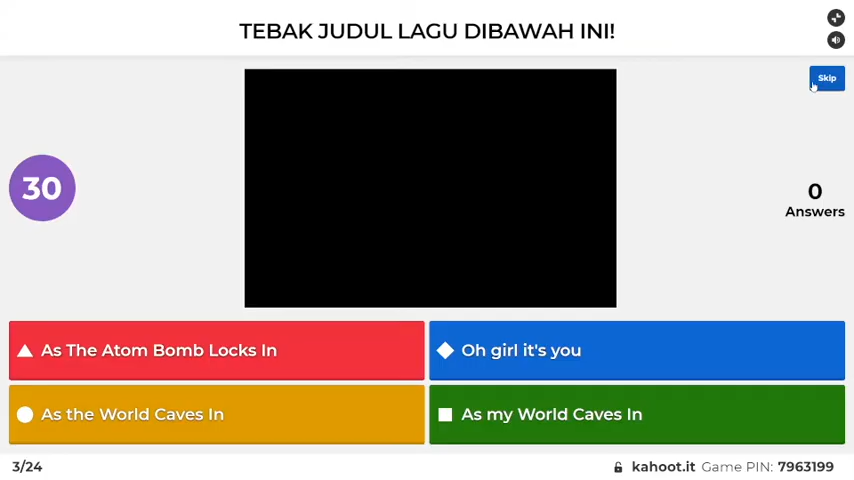 TEBAK JUDUL LAGU DIBAWAH INI!
Skip
30
0
Answers
As The Atom Bomb Locks In
Oh girl it's you
As the World Caves In
As my World Caves In
3/24
kahoot.it Game PIN: 7963199